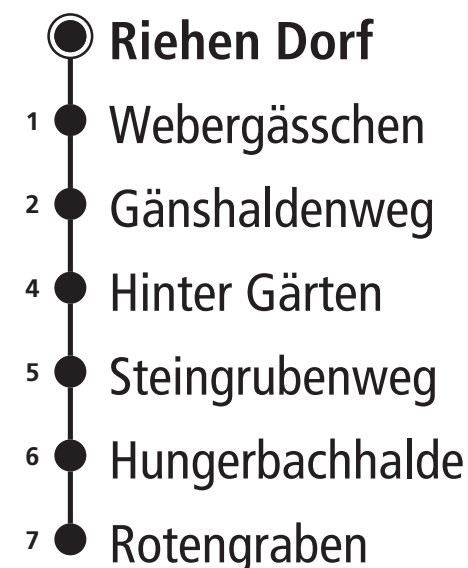 Riehen Dorf
1 Webergässchen
2 Gänshaldenweg
4 Hinter Gärten
5 Steingrubenweg
6 Hungerbachhalde
7 Rotengraben